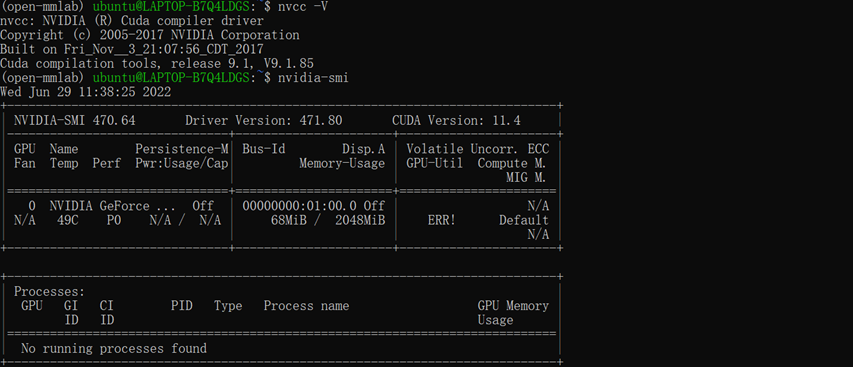 (open-mmlab) ubuntu@LAPTOP-B7Q4LDGS:~$ nvcc -V
nvcc: NVIDIA (R) Cuda compiler driver
Copyright (c) 2005-2017 NVIDIA Corporation
Built on Fri_Nov__3_21:07:56_CDT_2017
Cuda compilation tools, release 9.1, V9.1.85
(open-mmlab) ubuntu@LAPTOP-B7Q4LDGS:~$ nvidia-smi
Wed Jun 29 11:38:25 2022
NVIDIA-SMI 470.64 Driver Version: 471.80 CUDA Version: 11.4
GPU Name Persistence-M Bus-Id Disp.A Volatile Uncorr. ECC
Fan Temp Perf Pwr:Usage/Cap Memory-Usage GPU-Util Compute M.
MIG M.
0 NVIDIA GeForce ... Off 00000000:01:00.0 Off N/A
N/A 49C P0 N/A / N/A 68MiB / 2048MiB ERR! Default
N/A
Processes:
GPU GI CI PID Type Process name GPU Memory
ID ID Usage
No running processes found